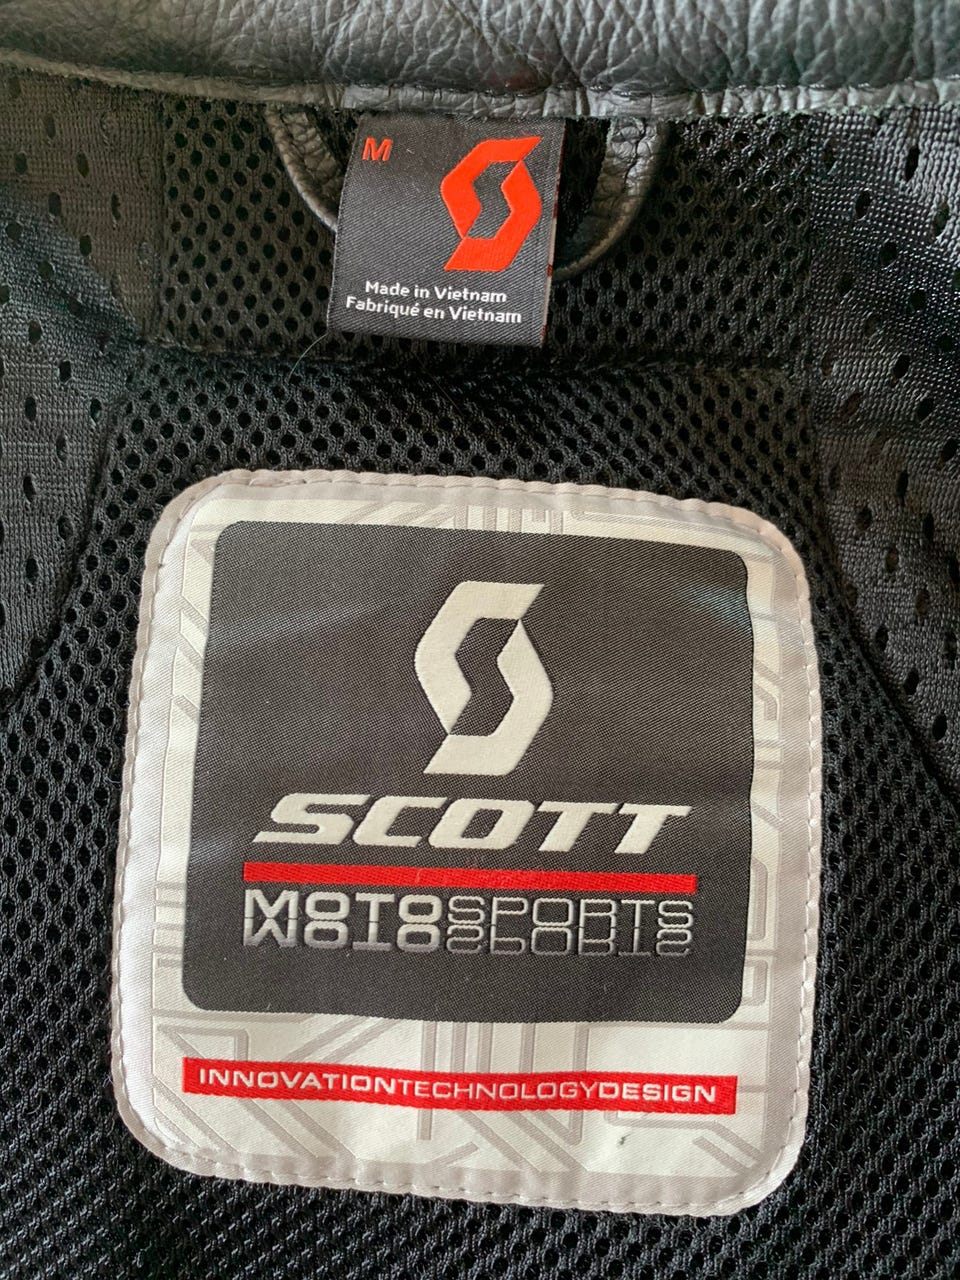 M
Made in Vietnam
Fabriqué en Vietnam
SCOTT
MOTOSPORTS
INNOVATIONTECHNOLOGYDESIGN